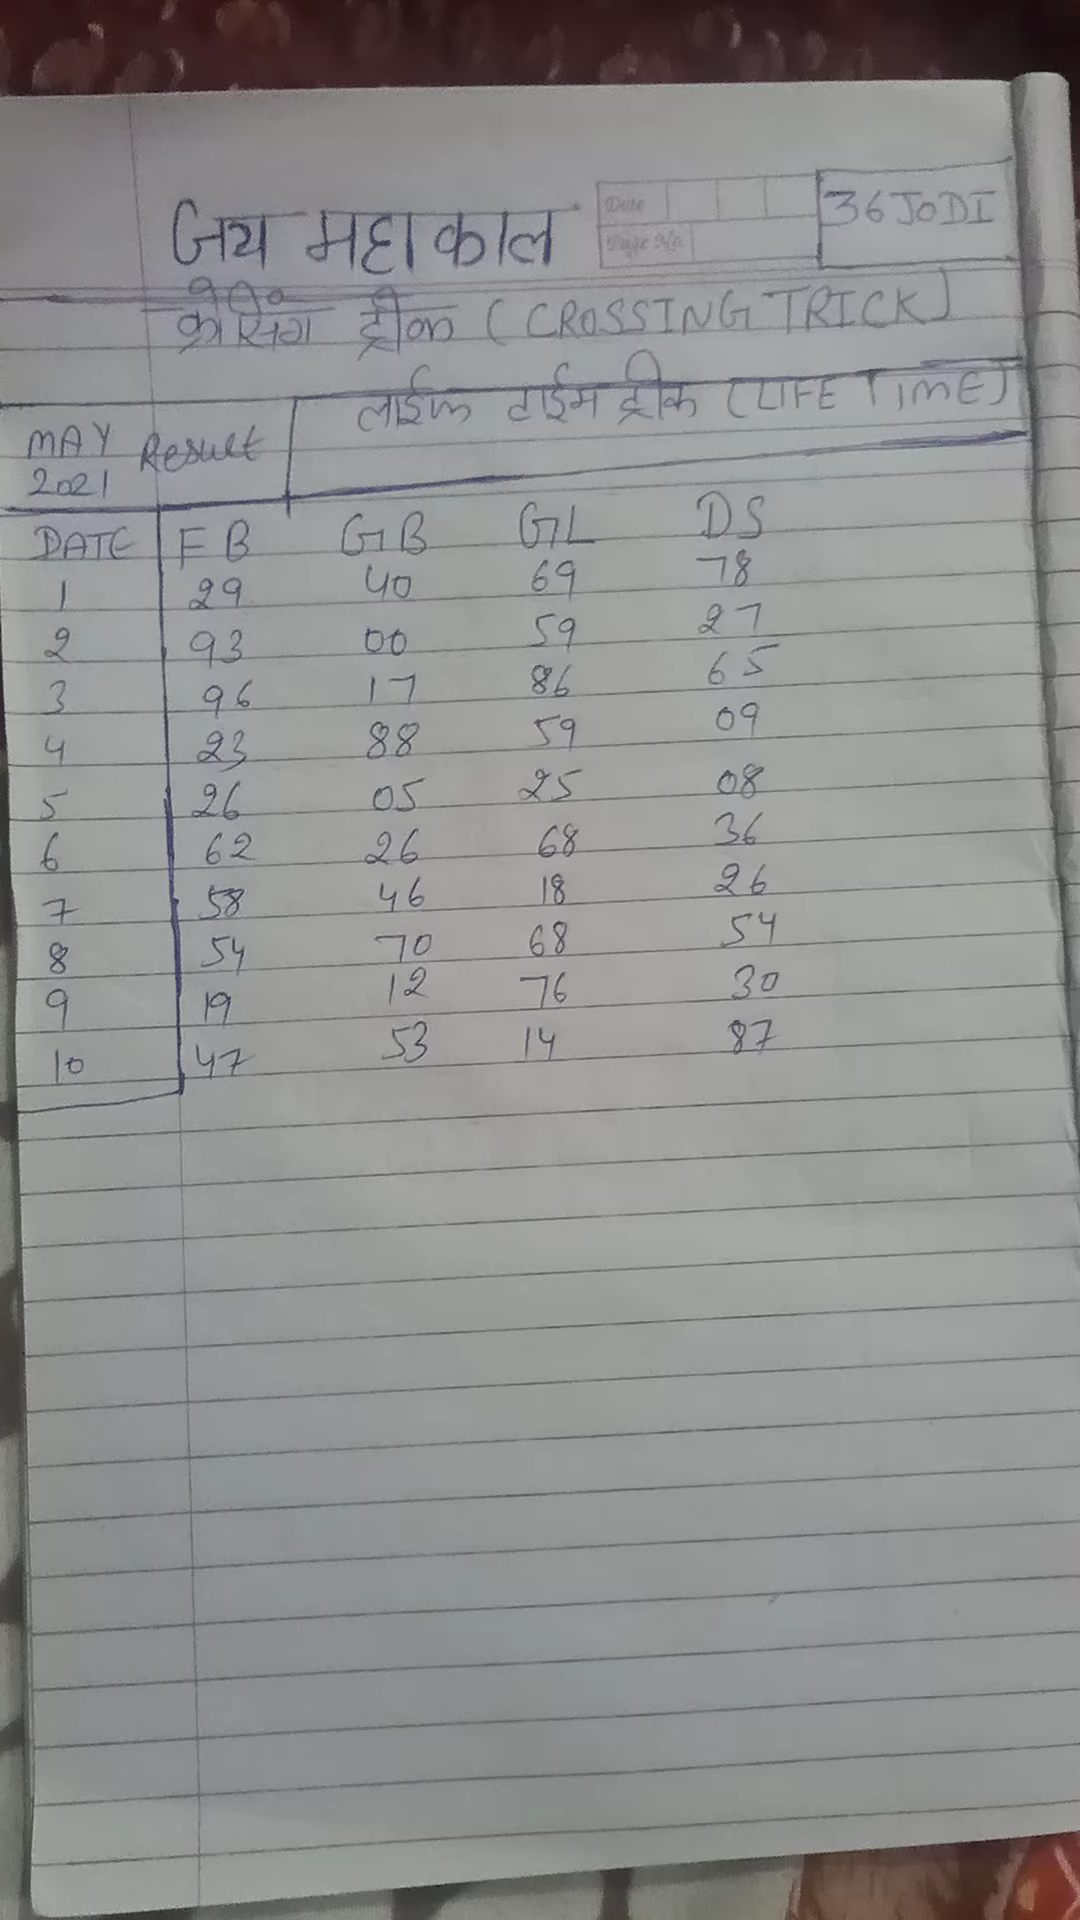 जय महाकाल
Date
Page No.
36 JODI
क्रोसिंग ट्रीक (CROSSING TRICK)
लाईफ टाईम ट्रीक (LIFE TIME)
MAY 2021 Result
DATE FB GB GL DS
1 29 40 69 78
2 93 00 59 27
3 96 17 86 65
4 23 88 59 09
5 26 05 25 08
6 62 26 68 36
7 58 46 18 26
8 54 70 68 54
9 19 12 76 30
10 47 53 14 87